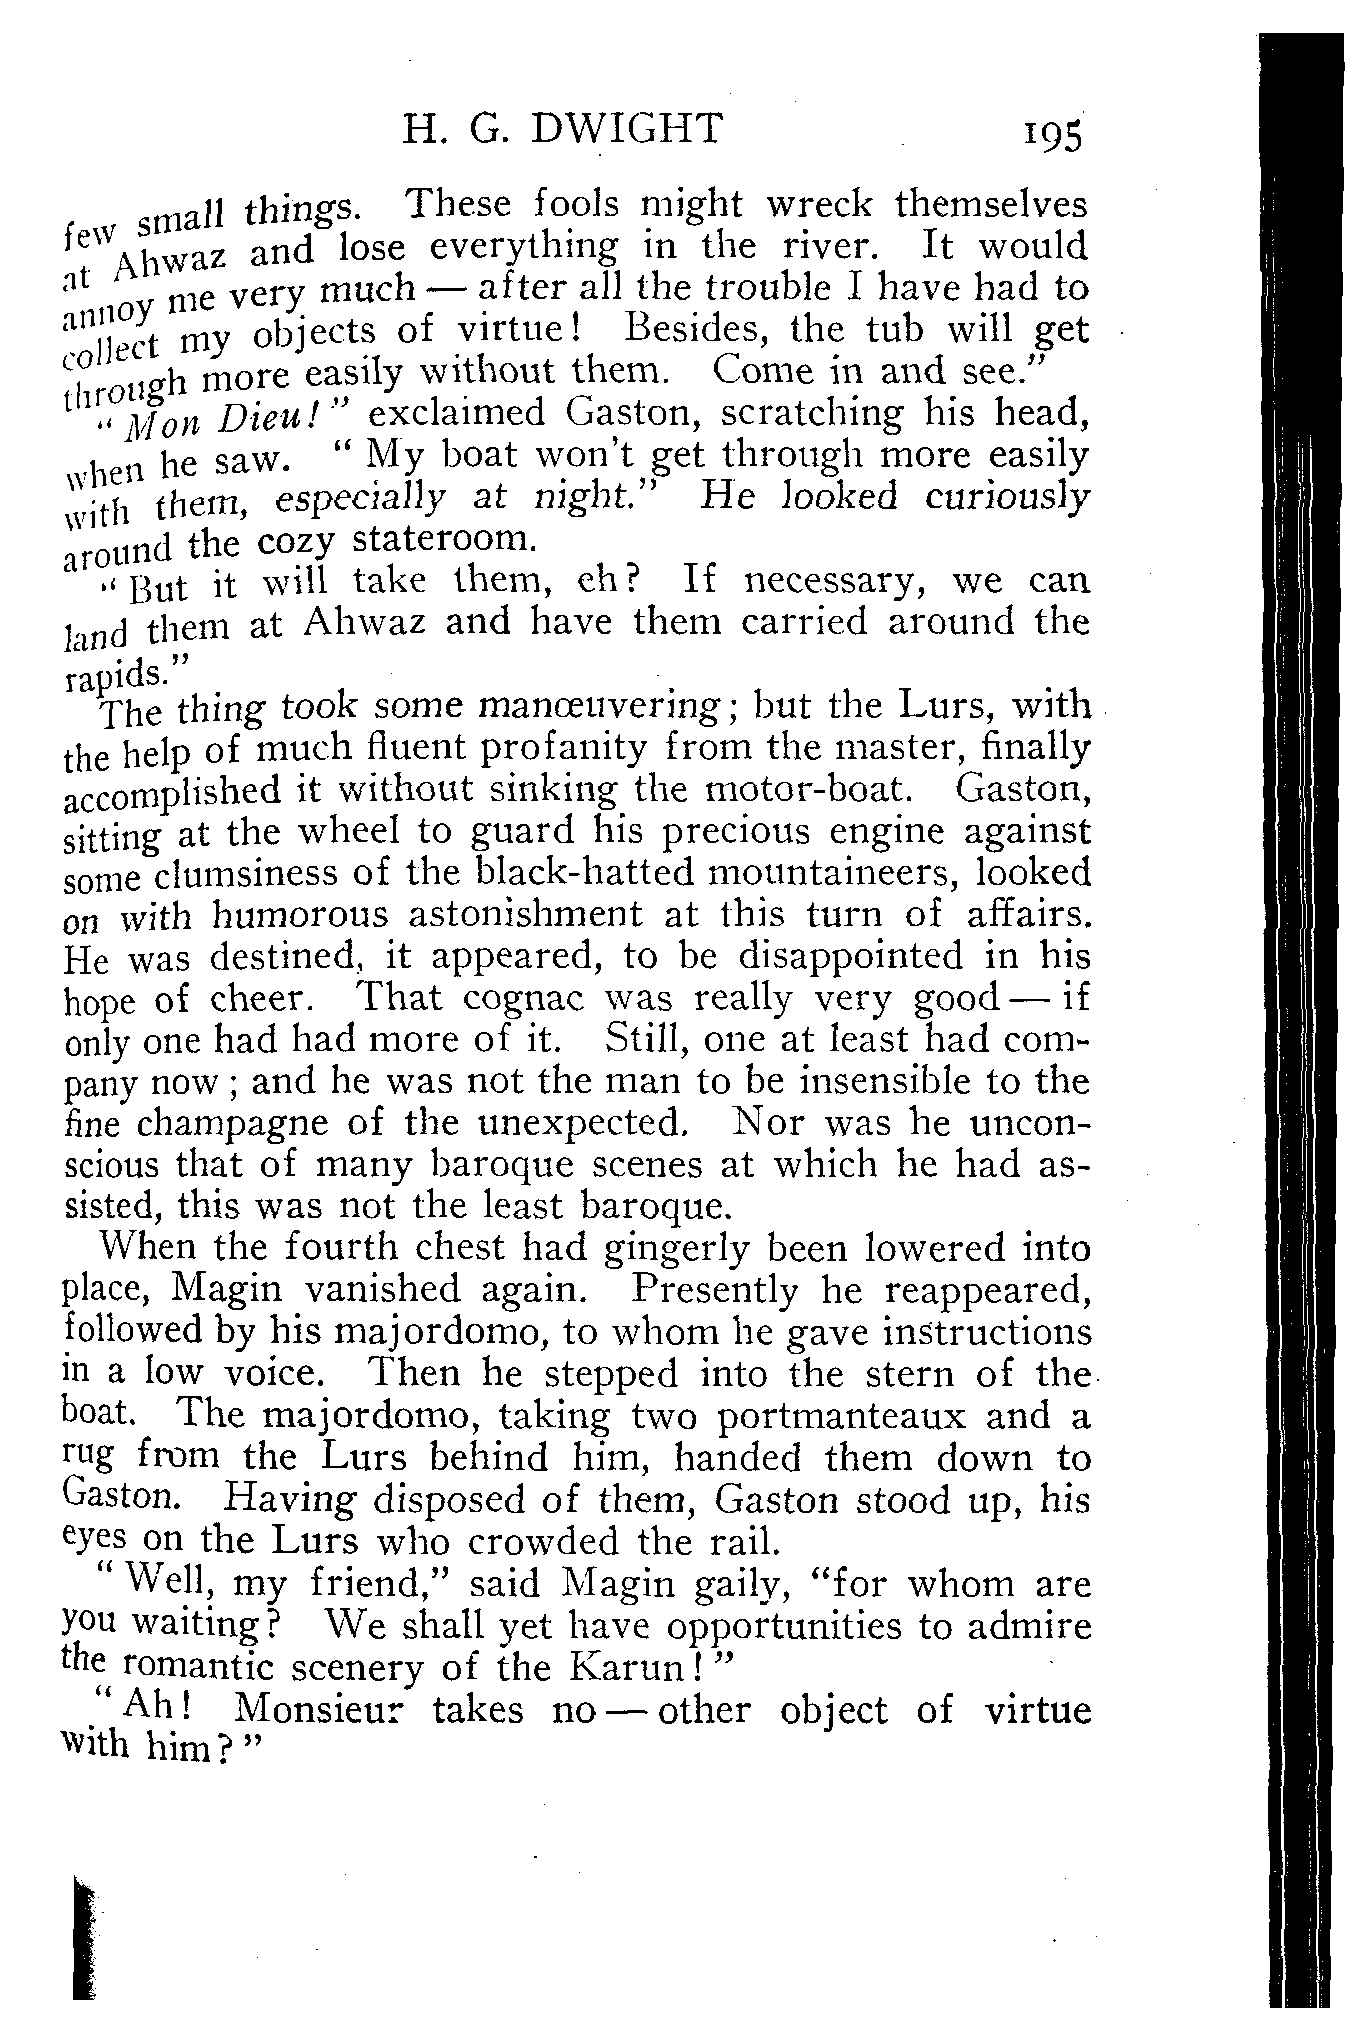 H. G. DWIGHT 195
few small things. These fools might wreck themselves
at Ahwaz and lose everything in the river. It would
annoy me very much — after all the trouble I have had to
collect my objects of virtue! Besides, the tub will get
through more easily without them. Come in and see."
"Mon Dieu!" exclaimed Gaston, scratching his head,
when he saw. "My boat won't get through more easily
with them, especially at night." He looked curiously
around the cozy stateroom.
"But it will take them, eh? If necessary, we can
land them at Ahwaz and have them carried around the
rapids."
The thing took some manœuvering; but the Lurs, with
the help of much fluent profanity from the master, finally
accomplished it without sinking the motor-boat. Gaston,
sitting at the wheel to guard his precious engine against
some clumsiness of the black-hatted mountaineers, looked
on with humorous astonishment at this turn of affairs.
He was destined, it appeared, to be disappointed in his
hope of cheer. That cognac was really very good — if
only one had had more of it. Still, one at least had com-
pany now; and he was not the man to be insensible to the
fine champagne of the unexpected. Nor was he uncon-
scious that of many baroque scenes at which he had as-
sisted, this was not the least baroque.
When the fourth chest had gingerly been lowered into
place, Magin vanished again. Presently he reappeared,
followed by his majordomo, to whom he gave instructions
in a low voice. Then he stepped into the stern of the
boat. The majordomo, taking two portmanteaux and a
rug from the Lurs behind him, handed them down to
Gaston. Having disposed of them, Gaston stood up, his
eyes on the Lurs who crowded the rail.
"Well, my friend," said Magin gaily, "for whom are
you waiting? We shall yet have opportunities to admire
the romantic scenery of the Karun!"
"Ah! Monsieur takes no — other object of virtue
with him?"